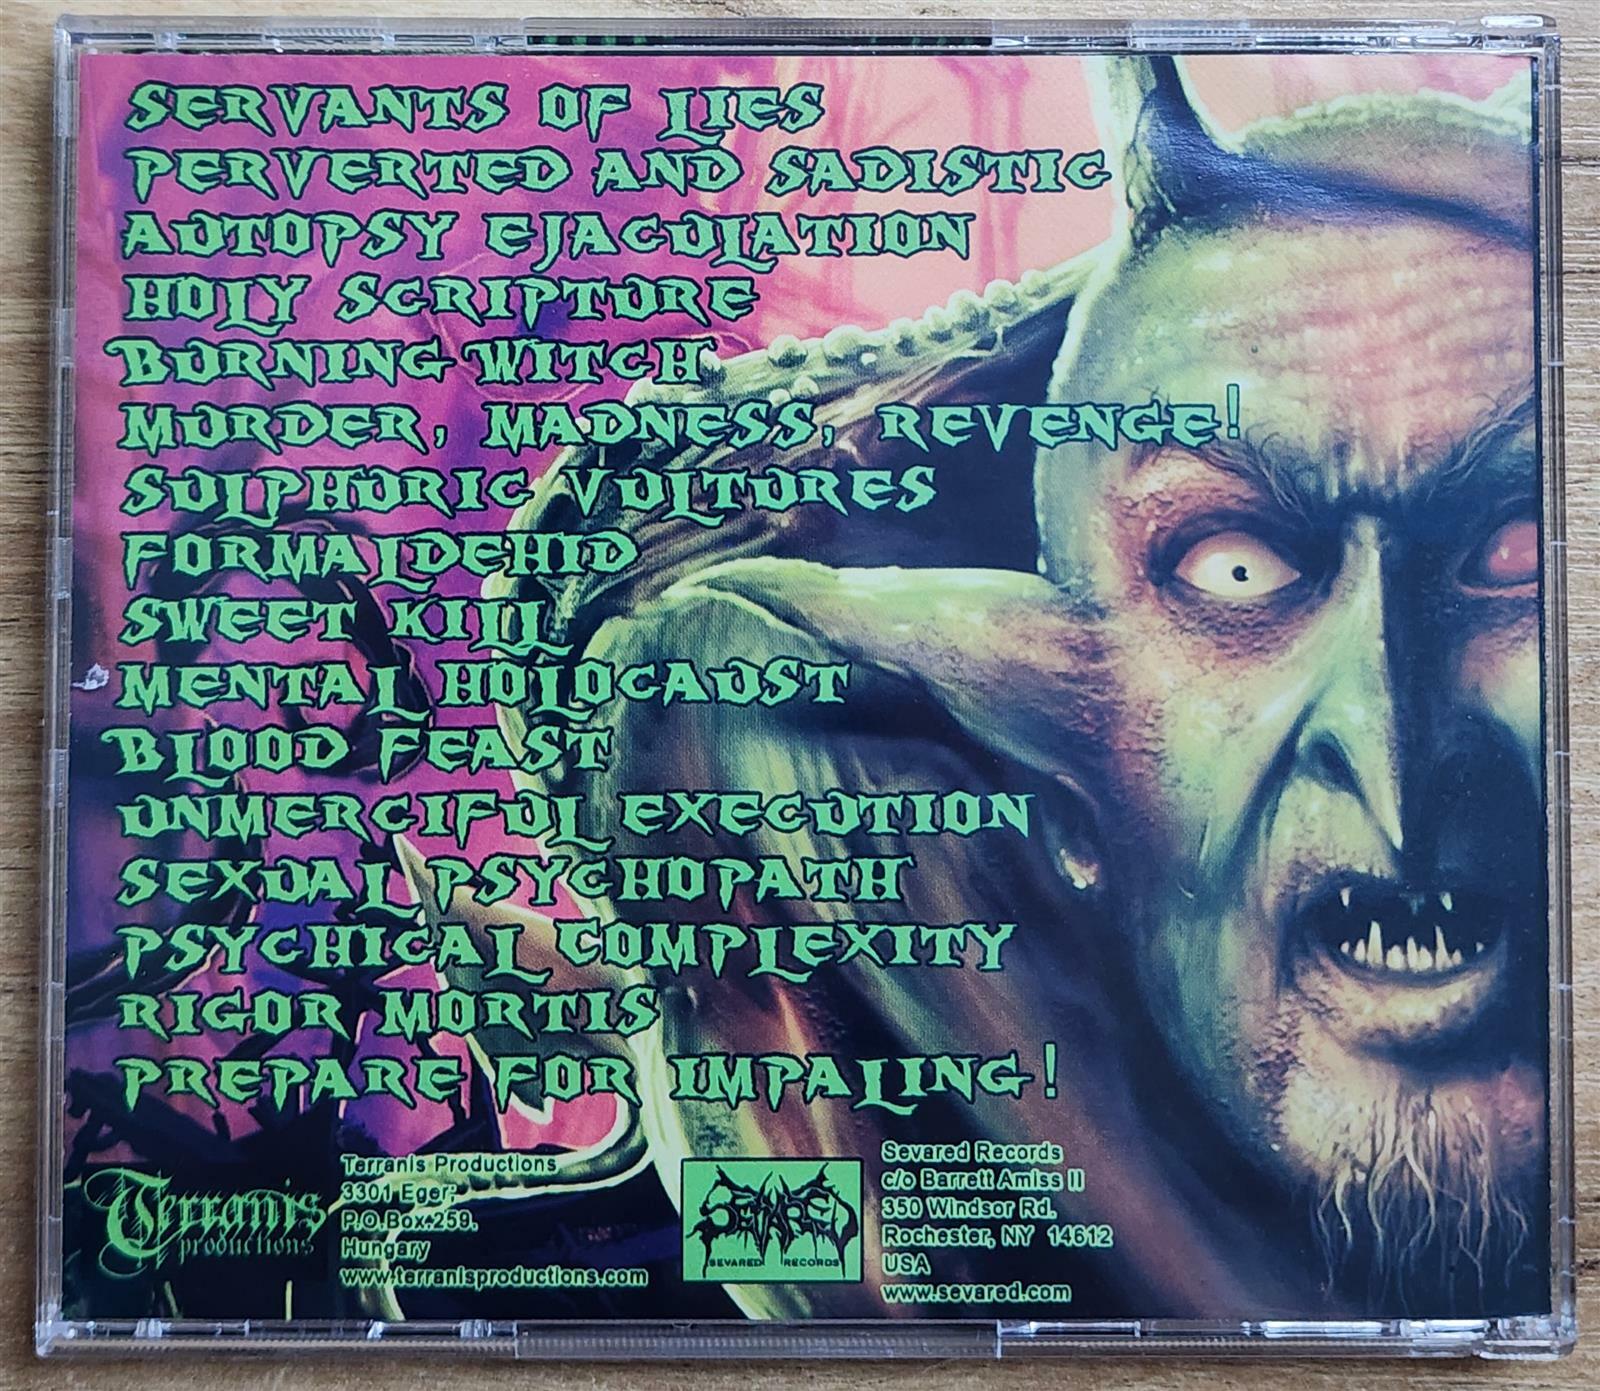 SERVANTS OF LIES
PERVERTED AND SADISTIC
AUTOPSY EJACULATION
HOLY SCRIPTURE
BURNING WITCH
MURDER, MADNESS, REVENGE!
SULPHURIC VULTURES
FORMALDEHID
SWEET KILL
MENTAL HOLOCAUST
BLOOD FEAST
UNMERCIFUL EXECUTION
SEXUAL PSYCHOPATH
PSYCHICAL COMPLEXITY
RIGOR MORTIS
PREPARE FOR IMPALING!
Terranis
productions
Terranis Productions
3301 Eger;
P.O.Box.259.
Hungary
www.terranisproductions.com
SEVARED
SEVARED RECORDS
Sevared Records
c/o Barrett Amiss II
350 Windsor Rd.
Rochester, NY 14612
USA
www.sevared.com